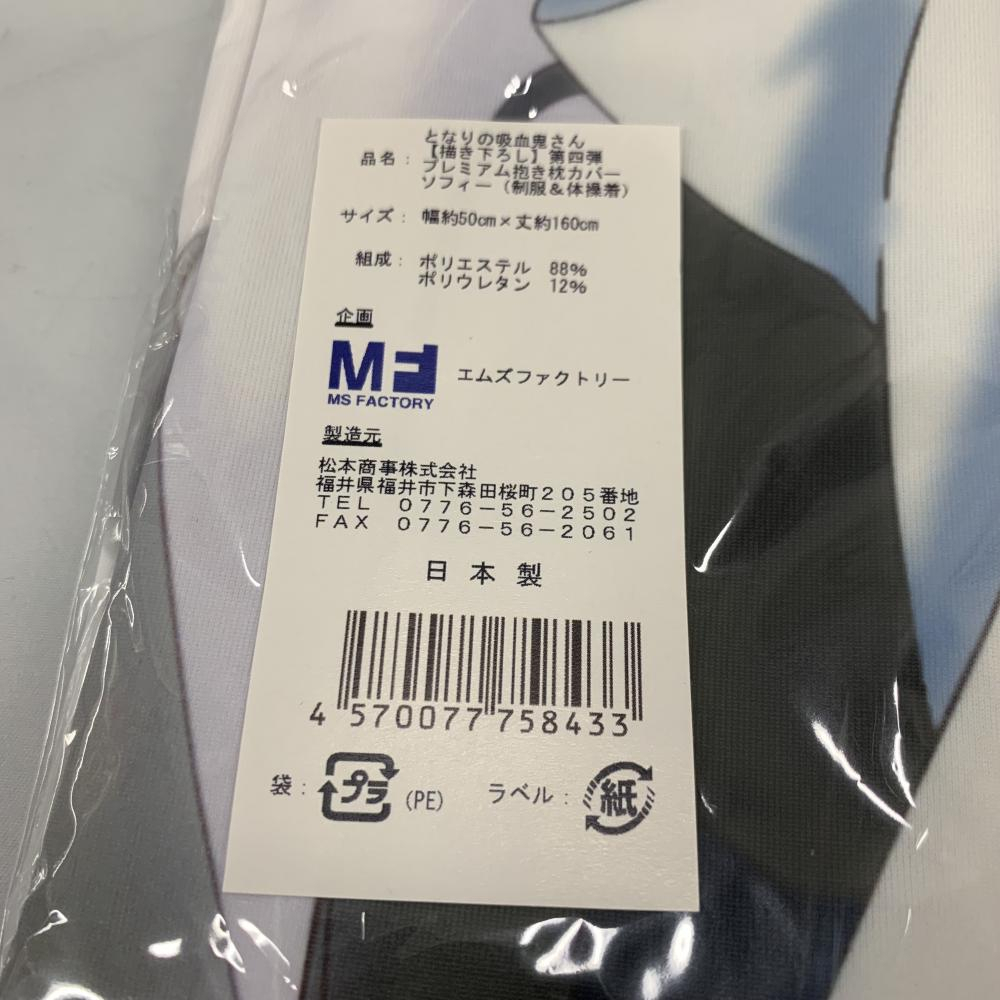 品名： となりの吸血鬼さん
【描き下ろし】第四弾
プレミアム抱き枕カバー
ソフィー（制服＆体操着）
サイズ： 幅約50cm×丈約160cm
組成： ポリエステル 88%
ポリウレタン 12%
企画
MF エムズファクトリー
MS FACTORY
製造元
松本商事株式会社
福井県福井市下森田桜町２０５番地
ＴＥＬ ０７７６－５６－２５０２
ＦＡＸ ０７７６－５６－２０６１
日本製
4 570077 758433
袋： プラ (PE) ラベル： 紙